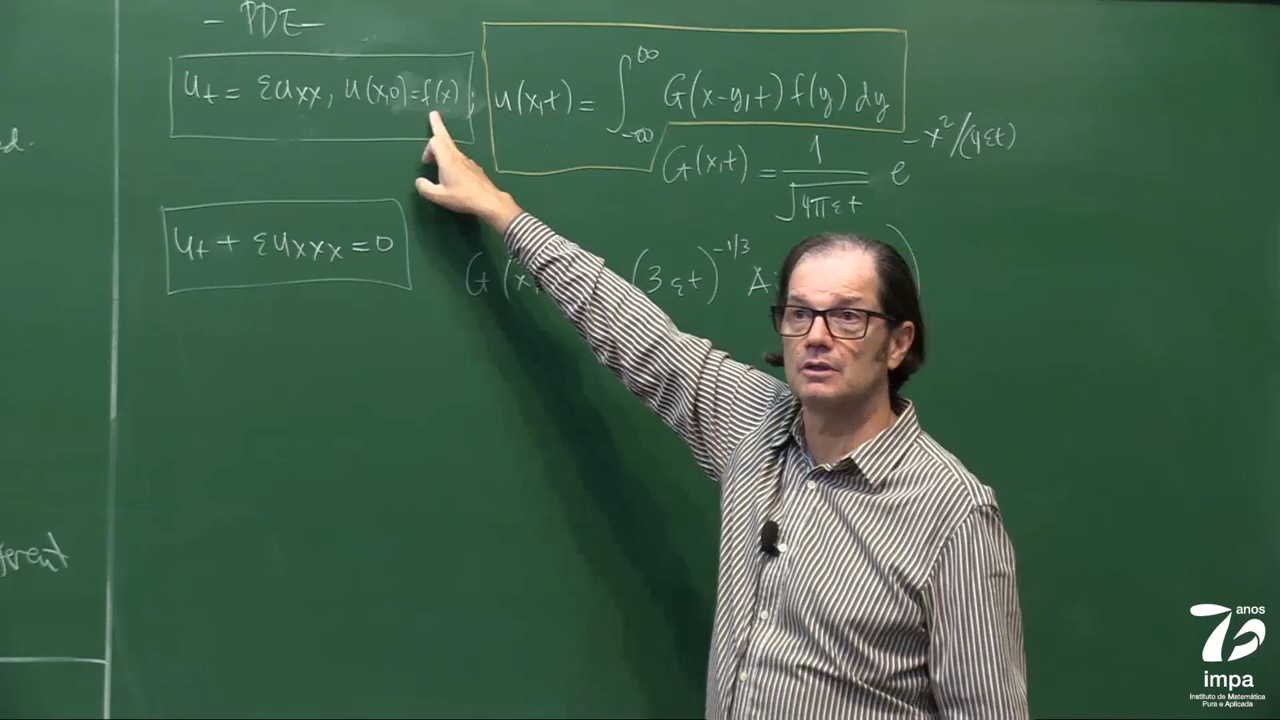 - PDE -
u_t = εu_xx, u(x,0)=f(x); u(x,t) = ∫_{-∞}^{∞} G(x-y,t) f(y) dy
ed.
G(x,t) = 1/√(4πεt) e^{-x²/(4εt)}
u_t + εu_xxx = 0
G(x, (3εt)^{-1/3} A )
ferent
75 anos
impa
Instituto de Matemática
Pura e Aplicada